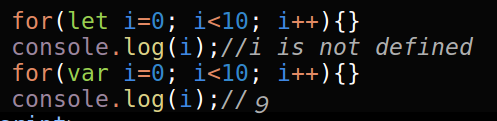 for(let i=0; i<10; i++){}
console.log(i);//i is not defined
for(var i=0; i<10; i++){}
console.log(i);// 9